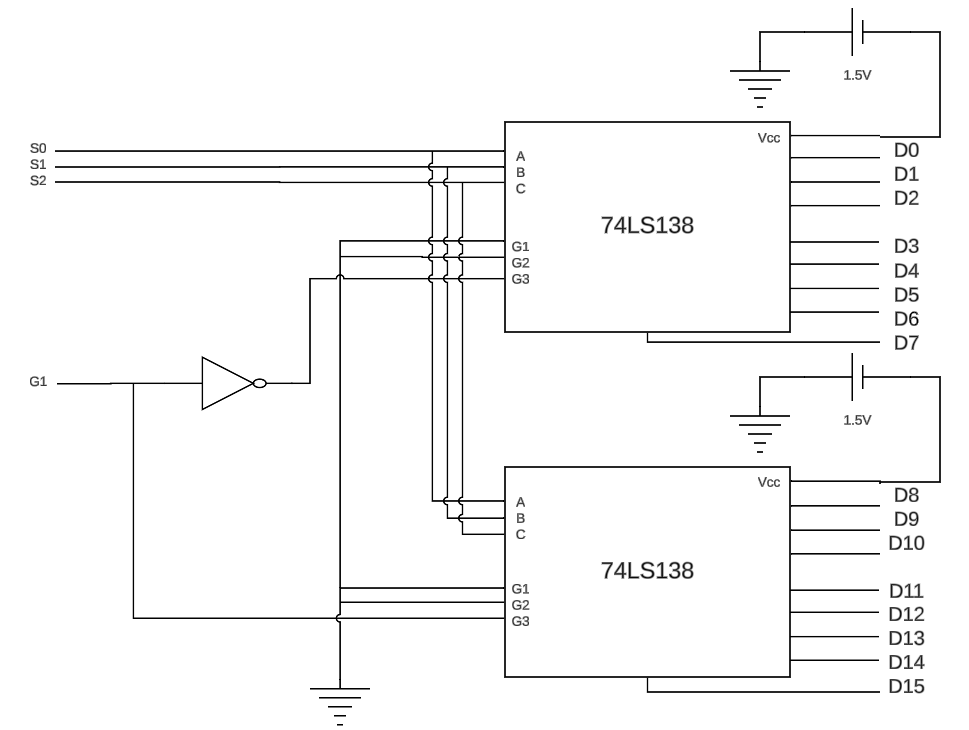 1.5V
Vcc
S0
S1
S2
A
B
C
D0
D1
D2
74LS138
G1
G2
G3
D3
D4
D5
D6
D7
G1
1.5V
Vcc
A
B
C
D8
D9
D10
74LS138
G1
G2
G3
D11
D12
D13
D14
D15